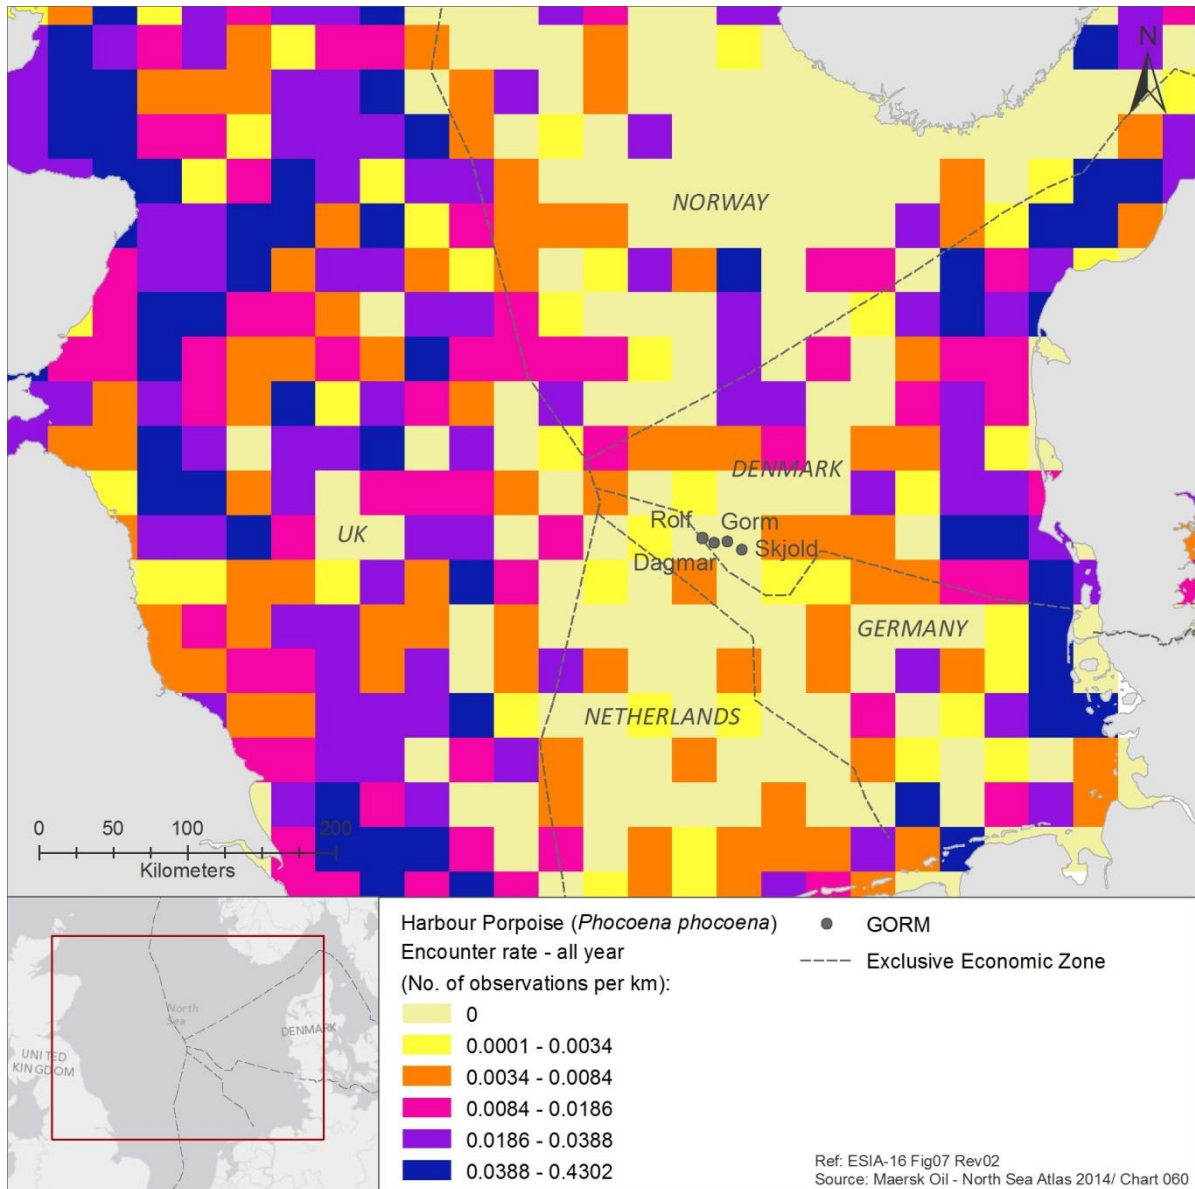 N
NORWAY
DENMARK
Rolf
Gorm
UK
Dagmar
Skjold
GERMANY
NETHERLANDS
0 50 100 200
Kilometers
North
Sea
DENMARK
UNITED
KINGDOM
Harbour Porpoise (Phocoena phocoena)
Encounter rate - all year
(No. of observations per km):
0
0.0001 - 0.0034
0.0034 - 0.0084
0.0084 - 0.0186
0.0186 - 0.0388
0.0388 - 0.4302
GORM
Exclusive Economic Zone
Ref: ESIA-16 Fig07 Rev02
Source: Maersk Oil - North Sea Atlas 2014/ Chart 060